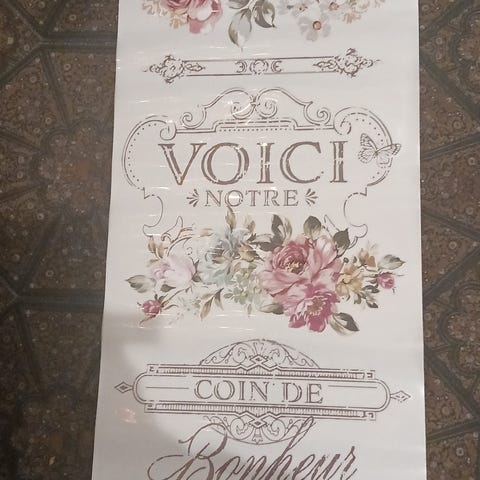 VOICI
NOTRE
COIN DE
Bonheur